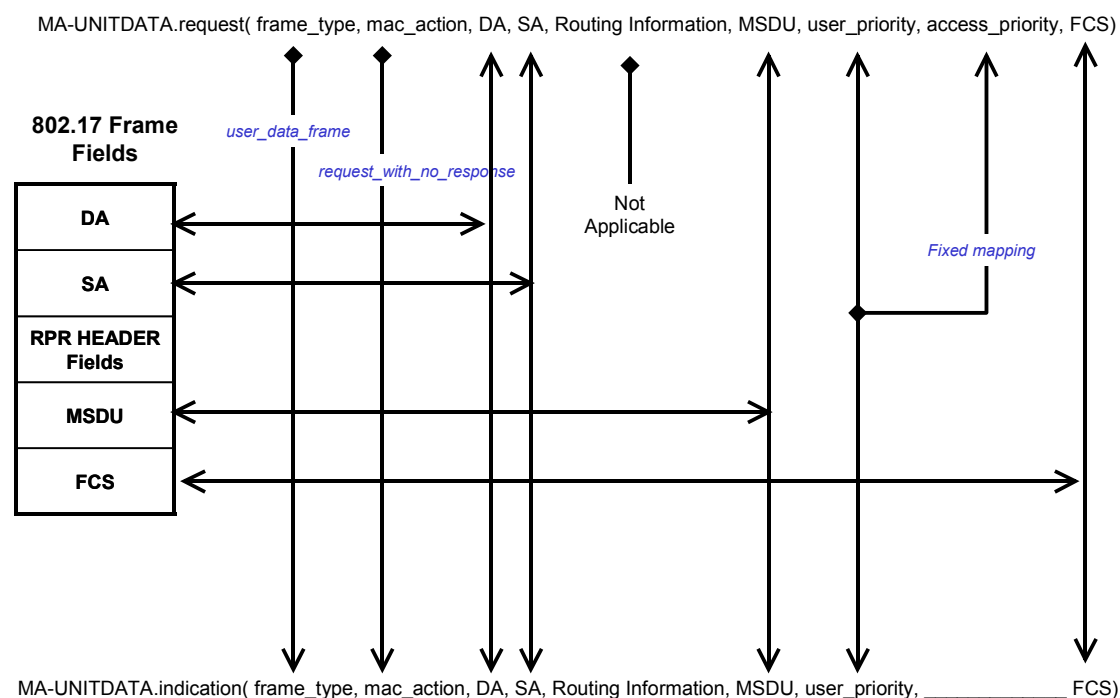 MA-UNITDATA.request( frame_type, mac_action, DA, SA, Routing Information, MSDU, user_priority, access_priority, FCS)
802.17 Frame
Fields
user_data_frame
request_with_no_response
DA
Not
Applicable
Fixed mapping
SA
RPR HEADER
Fields
MSDU
FCS
MA-UNITDATA.indication( frame_type, mac_action, DA, SA, Routing Information, MSDU, user_priority, ______________ FCS)